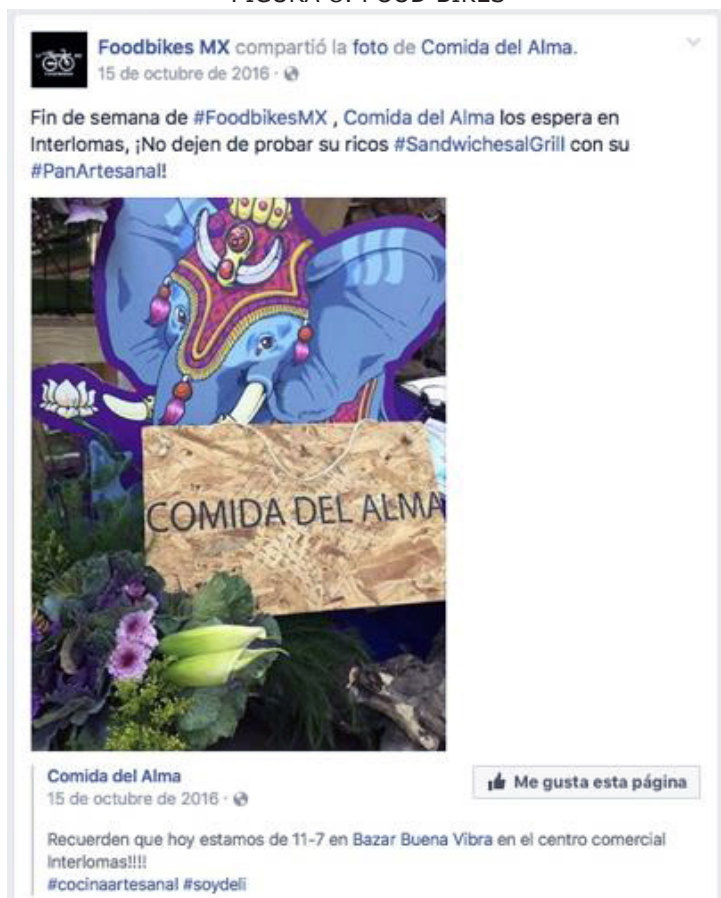 FIGURA 8. FOOD BIKES
Foodbikes MX compartió la foto de Comida del Alma.
15 de octubre de 2016 ·
Fin de semana de #FoodbikesMX , Comida del Alma los espera en
Interlomas, ¡No dejen de probar su ricos #SandwichesalGrill con su
#PanArtesanal!
COMIDA DEL ALMA
Comida del Alma
15 de octubre de 2016 ·
Me gusta esta página
Recuerden que hoy estamos de 11-7 en Bazar Buena Vibra en el centro comercial
Interlomas!!!!
#cocinaartesanal #soydeli